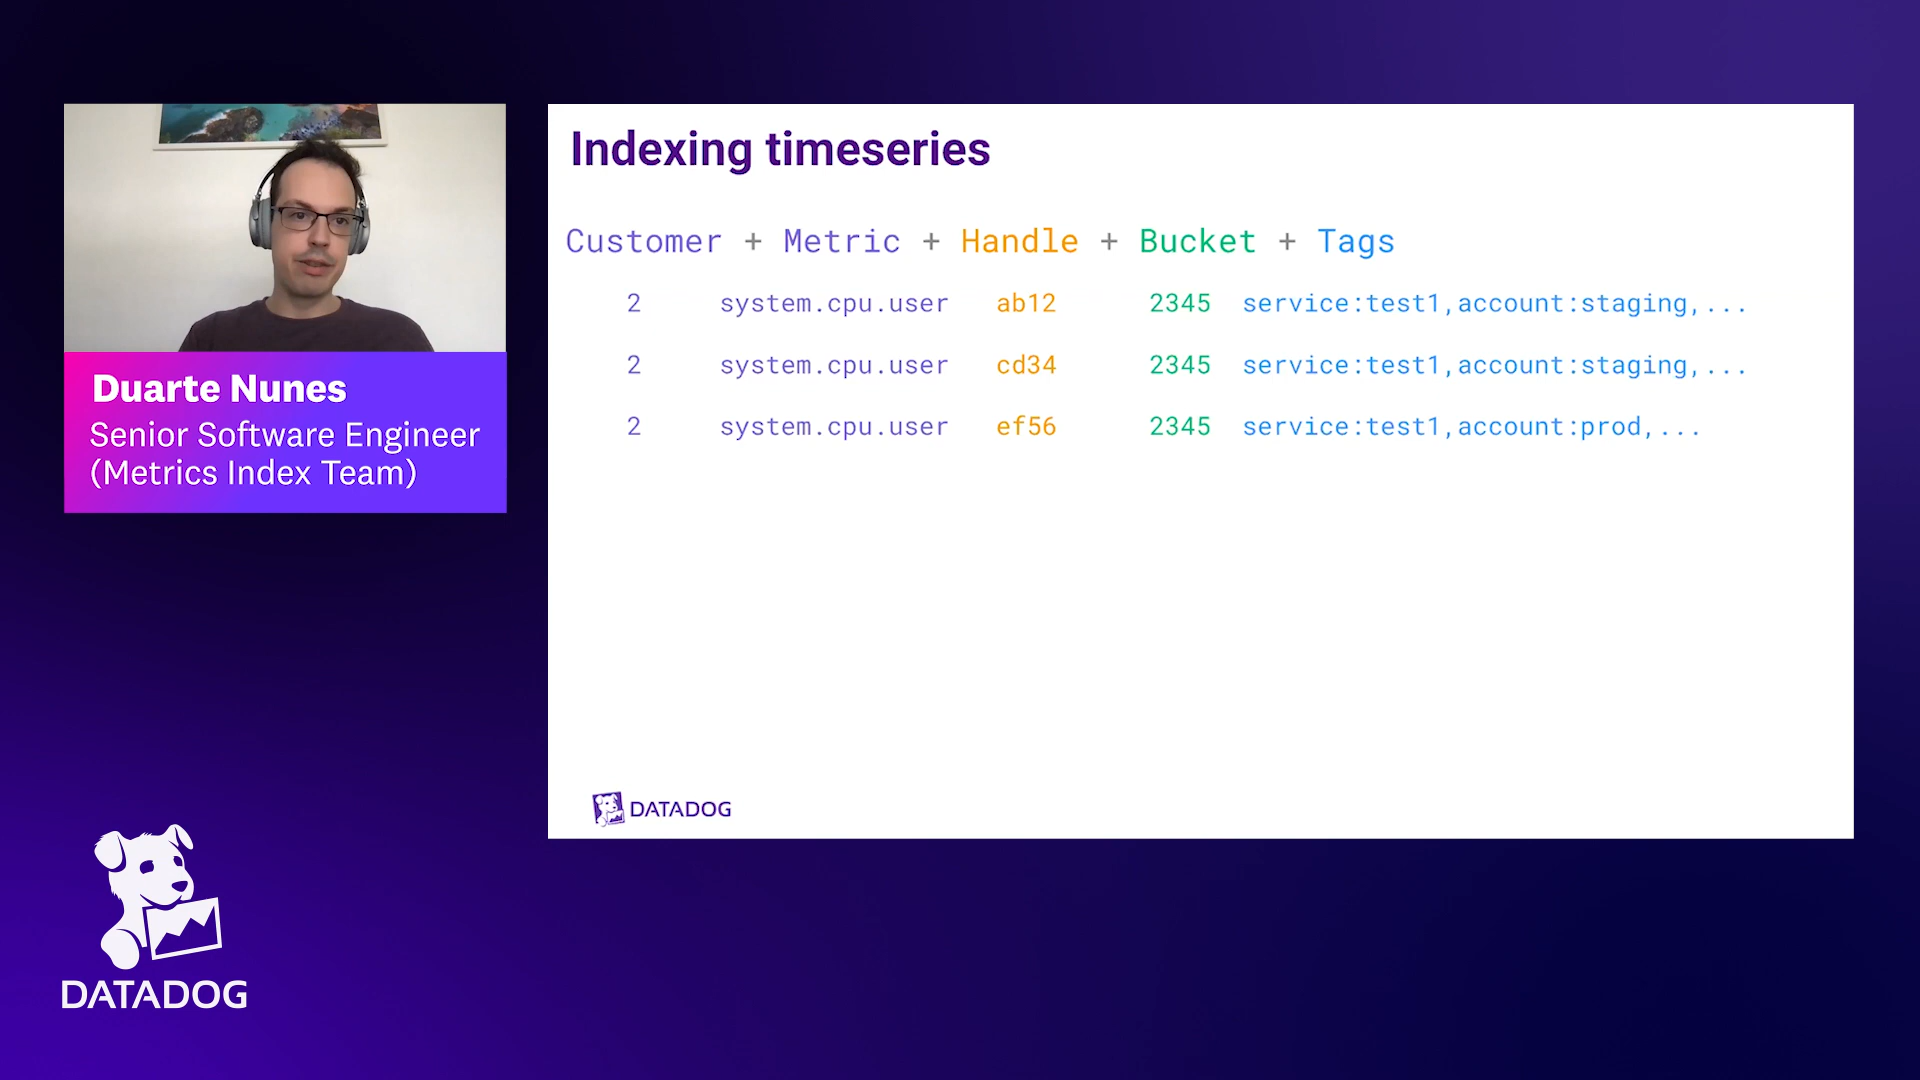 Duarte Nunes
Senior Software Engineer
(Metrics Index Team)
DATADOG
Indexing timeseries
Customer + Metric + Handle + Bucket + Tags
2 system.cpu.user ab12 2345 service:test1,account:staging,...
2 system.cpu.user cd34 2345 service:test1,account:staging,...
2 system.cpu.user ef56 2345 service:test1,account:prod,...
DATADOG